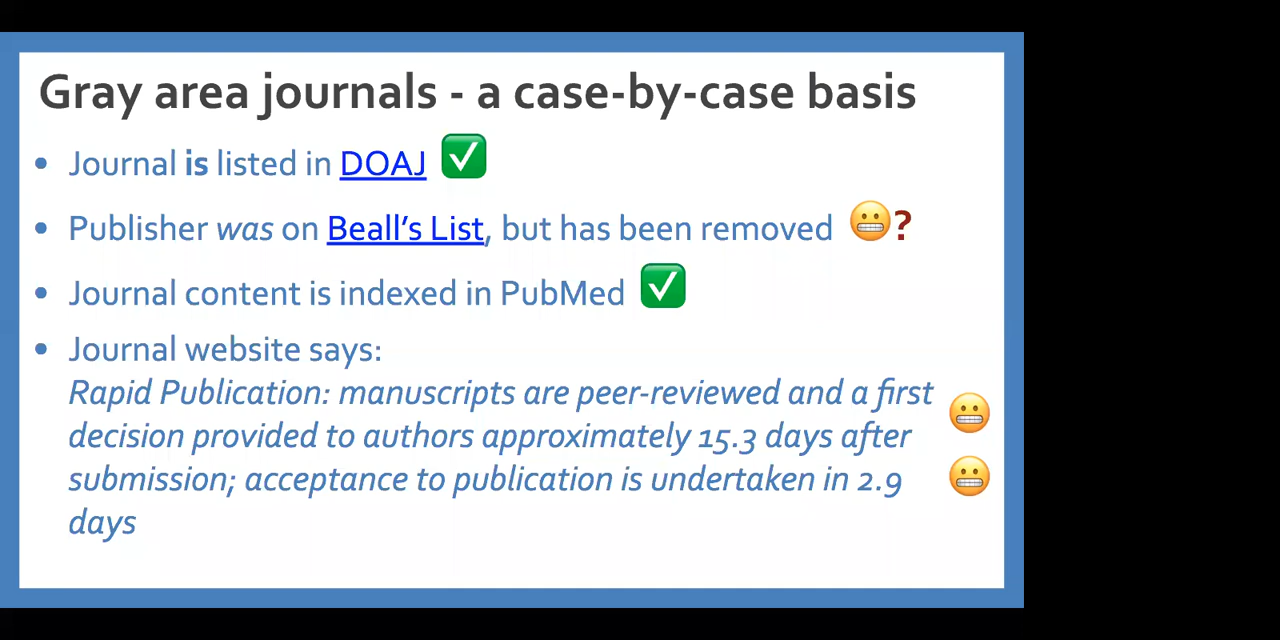 Gray area journals - a case-by-case basis
• Journal is listed in DOAJ ✅
• Publisher was on Beall’s List, but has been removed 😬?
• Journal content is indexed in PubMed ✅
• Journal website says:
Rapid Publication: manuscripts are peer-reviewed and a first
decision provided to authors approximately 15.3 days after
submission; acceptance to publication is undertaken in 2.9
days